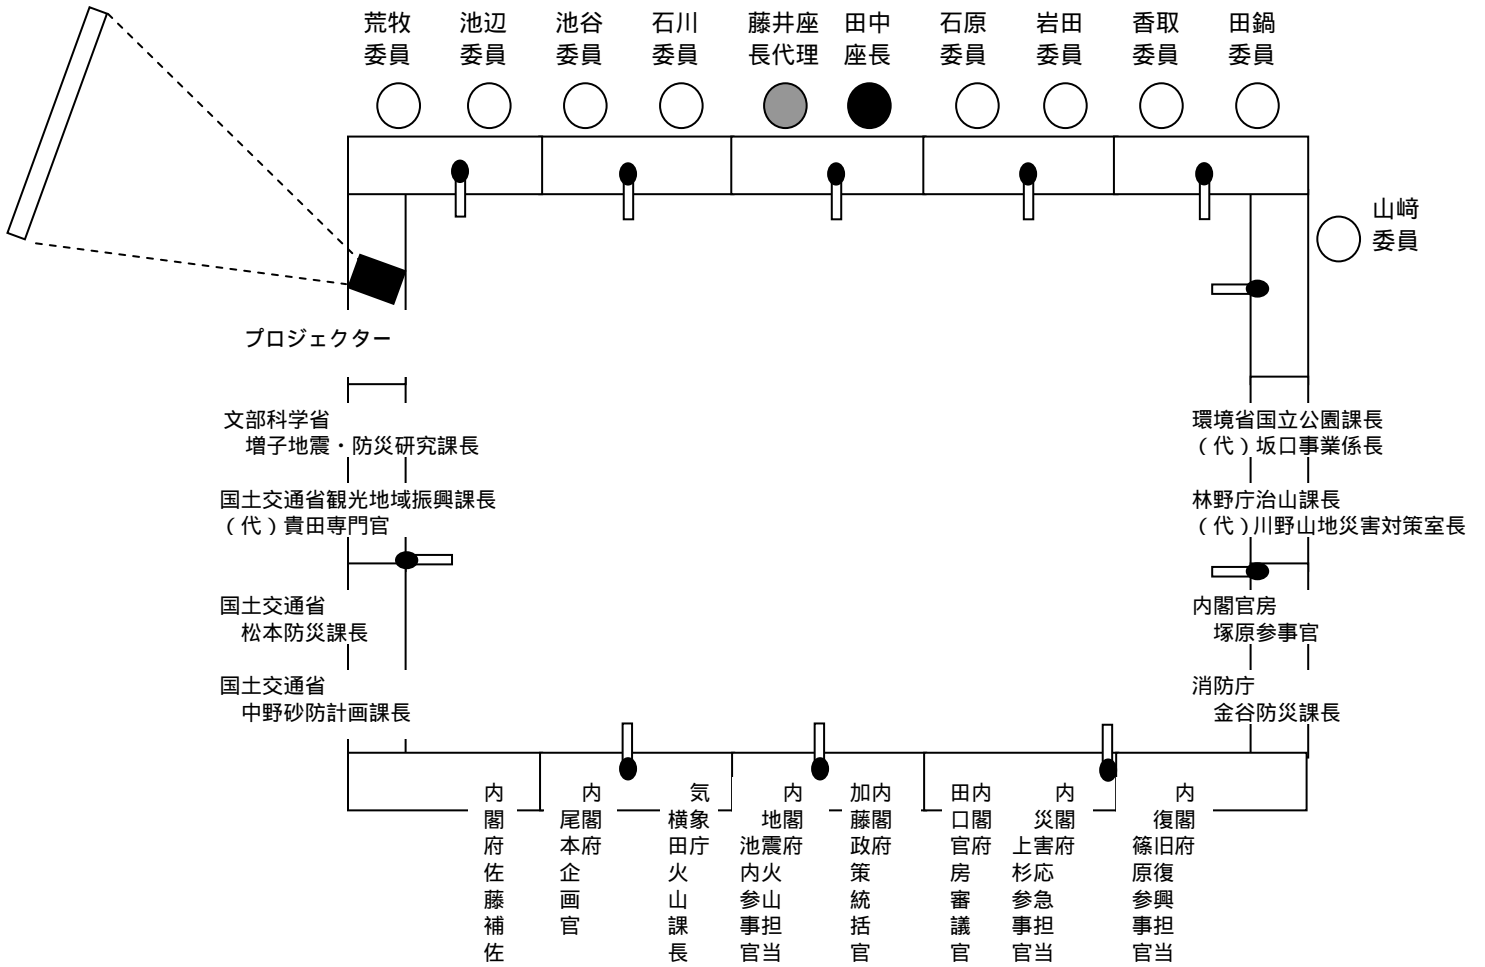 荒牧
委員
池辺
委員
池谷
委員
石川
委員
藤井座
長代理
田中
座長
石原
委員
岩田
委員
香取
委員
田鍋
委員
山﨑
委員
プロジェクター
文部科学省
増子地震・防災研究課長
国土交通省観光地域振興課長
（代）貴田専門官
国土交通省
松本防災課長
国土交通省
中野砂防計画課長
環境省国立公園課長
（代）坂口事業係長
林野庁治山課長
（代）川野山地災害対策室長
内閣官房
塚原参事官
消防庁
金谷防災課長
内閣府佐藤補佐
内閣府
尾本企画官
気象庁
横田火山課長
内閣府
地震火山担当
池内参事官
内閣府
加藤政策統括官
内閣府
田口官房審議官
内閣府
災害応急担当
上杉参事官
内閣府
復旧復興担当
篠原参事官